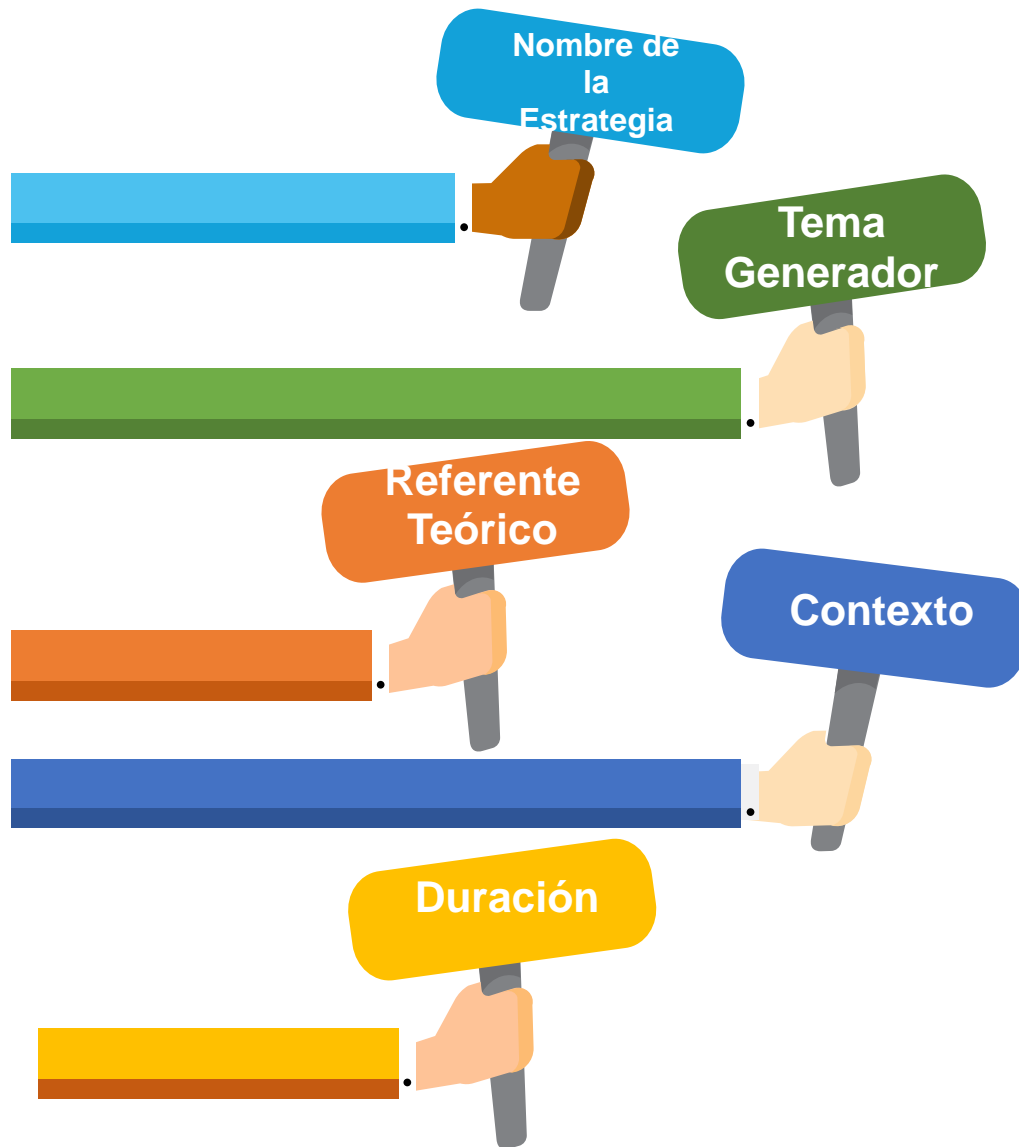 Nombre de
la
Estrategia
Tema
Generador
Referente
Teórico
Contexto
Duración